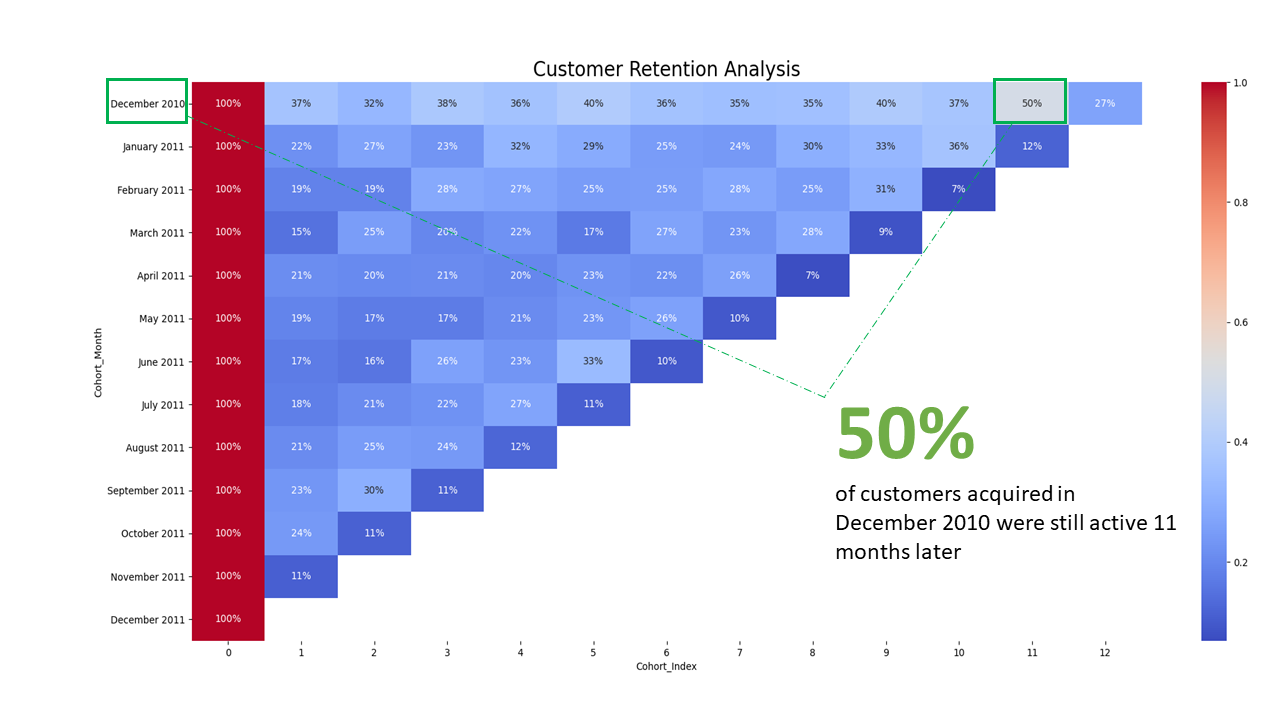 Customer Retention Analysis
December 2010 100% 37% 32% 38% 36% 40% 36% 35% 35% 40% 37% 50% 27%
January 2011 100% 22% 27% 23% 32% 29% 25% 24% 30% 33% 36% 12%
February 2011 100% 19% 19% 28% 27% 25% 25% 28% 25% 31% 7%
March 2011 100% 15% 25% 20% 22% 17% 27% 23% 28% 9%
April 2011 100% 21% 20% 21% 20% 23% 22% 26% 7%
May 2011 100% 19% 17% 17% 21% 23% 26% 10%
June 2011 100% 17% 16% 26% 23% 33% 10%
July 2011 100% 18% 21% 22% 27% 11%
August 2011 100% 21% 25% 24% 12%
September 2011 100% 23% 30% 11%
October 2011 100% 24% 11%
November 2011 100% 11%
December 2011 100%
0 1 2 3 4 5 6 7 8 9 10 11 12
Cohort_Index
Cohort_Month
50%
of customers acquired in
December 2010 were still active 11
months later
1.0
0.8
0.6
0.4
0.2